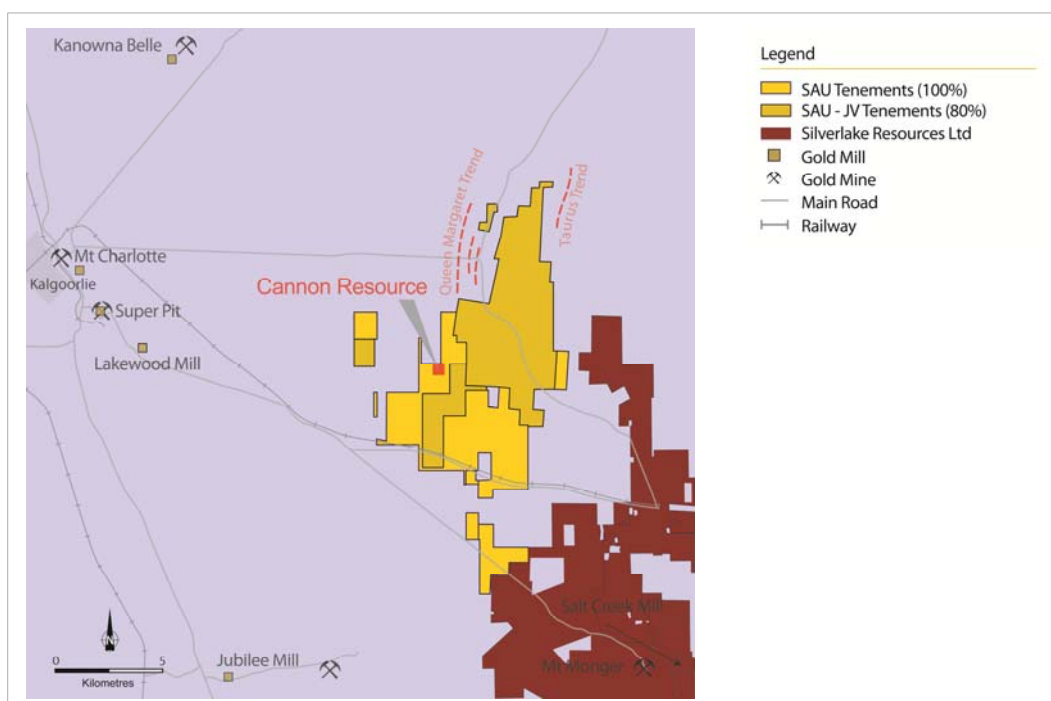 Kanowna Belle
Queen Margaret Trend
Taurus Trend
Mt Charlotte
Kalgoorlie
Cannon Resource
Super Pit
Lakewood Mill
Salt Creek Mill
Jubilee Mill
Mt Monger
N
0 5
Kilometres
Legend
SAU Tenements (100%)
SAU - JV Tenements (80%)
Silverlake Resources Ltd
Gold Mill
Gold Mine
Main Road
Railway